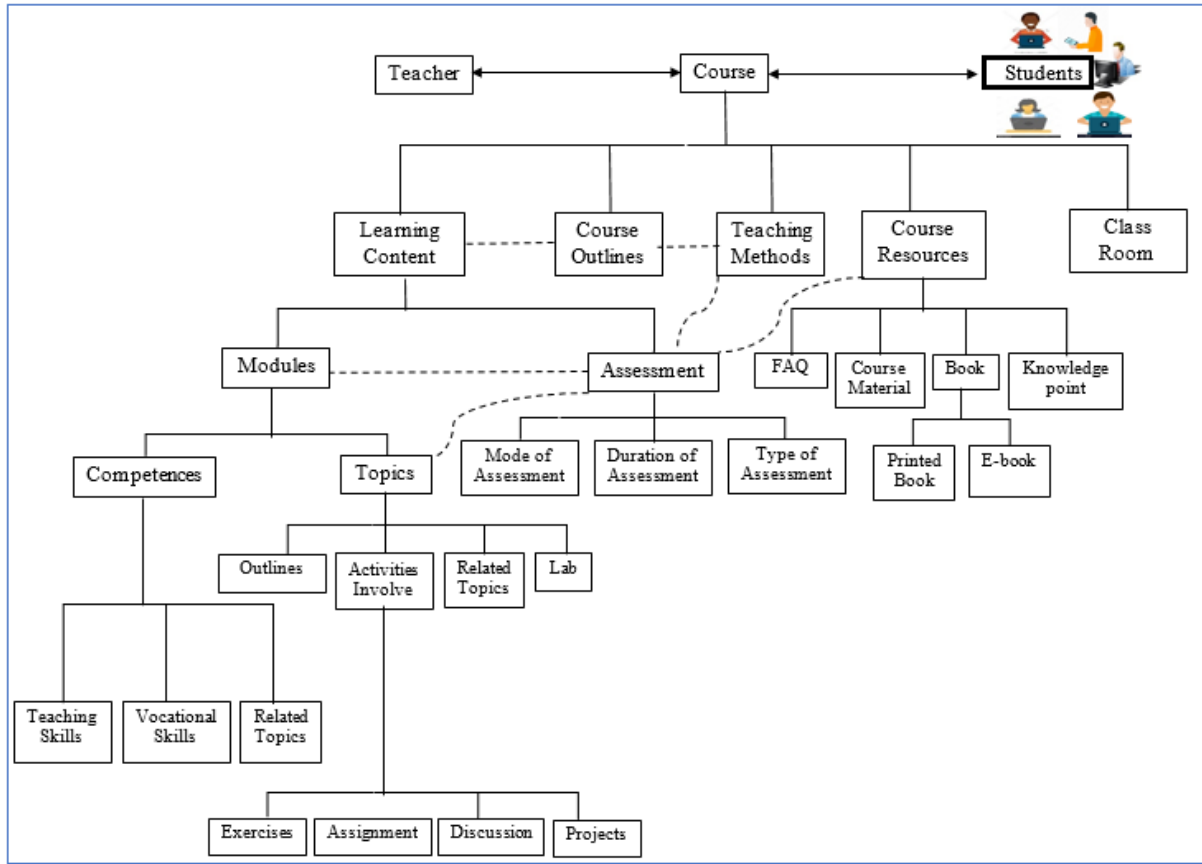 Teacher
Course
Students
Learning
Content
Course
Outlines
Teaching
Methods
Course
Resources
Class
Room
Modules
Assessment
FAQ
Course
Material
Book
Knowledge
point
Competences
Topics
Mode of
Assessment
Duration of
Assessment
Type of
Assessment
Printed
Book
E-book
Outlines
Activities
Involve
Related
Topics
Lab
Teaching
Skills
Vocational
Skills
Related
Topics
Exercises
Assignment
Discussion
Projects